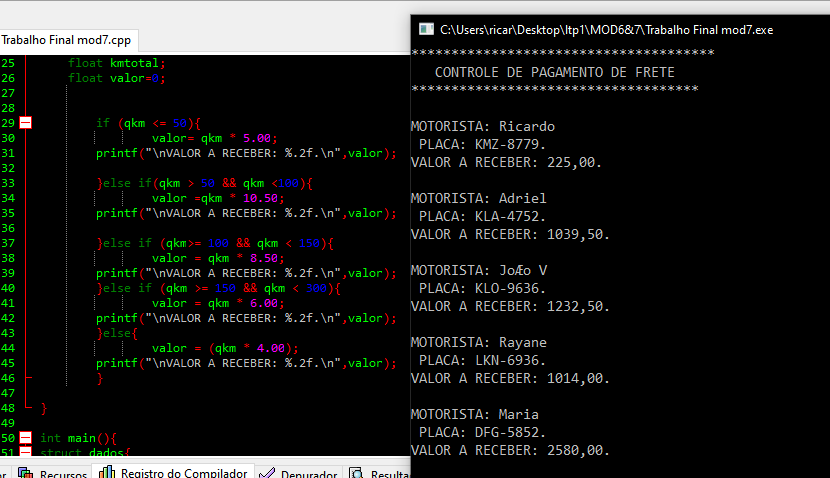 Trabalho Final mod7.cpp
25 float kmtotal;
26 float valor=0;
27
28
29 if (qkm <= 50){
30 valor= qkm * 5.00;
31 printf("\nVALOR A RECEBER: %.2f.\n",valor);
32
33 }else if(qkm > 50 && qkm <100){
34 valor =qkm * 10.50;
35 printf("\nVALOR A RECEBER: %.2f.\n",valor);
36
37 }else if (qkm>= 100 && qkm < 150){
38 valor = qkm * 8.50;
39 printf("\nVALOR A RECEBER: %.2f.\n",valor);
40 }else if (qkm >= 150 && qkm < 300){
41 valor = qkm * 6.00;
42 printf("\nVALOR A RECEBER: %.2f.\n",valor);
43 }else{
44 valor = (qkm * 4.00);
45 printf("\nVALOR A RECEBER: %.2f.\n",valor);
46 }
47
48 }
49
50 int main(){
51 struct dados{
Recursos Registro do Compilador Depurador
C:\Users\ricar\Desktop\ltp1\MOD6&7\Trabalho Final mod7.exe
**************************************
CONTROLE DE PAGAMENTO DE FRETE
************************************
MOTORISTA: Ricardo
PLACA: KMZ-8779.
VALOR A RECEBER: 225,00.
MOTORISTA: Adriel
PLACA: KLA-4752.
VALOR A RECEBER: 1039,50.
MOTORISTA: JoÆo V
PLACA: KLO-9636.
VALOR A RECEBER: 1232,50.
MOTORISTA: Rayane
PLACA: LKN-6936.
VALOR A RECEBER: 1014,00.
MOTORISTA: Maria
PLACA: DFG-5852.
VALOR A RECEBER: 2580,00.